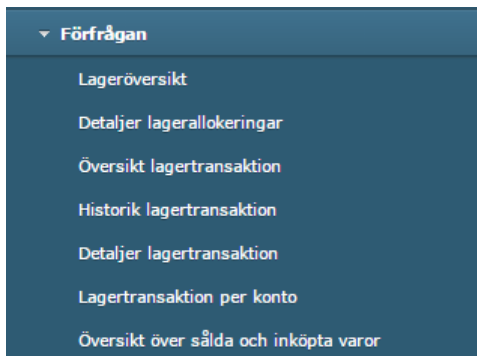 Förfrågan
Lageröversikt
Detaljer lagerallokeringar
Översikt lagertransaktion
Historik lagertransaktion
Detaljer lagertransaktion
Lagertransaktion per konto
Översikt över sålda och inköpta varor